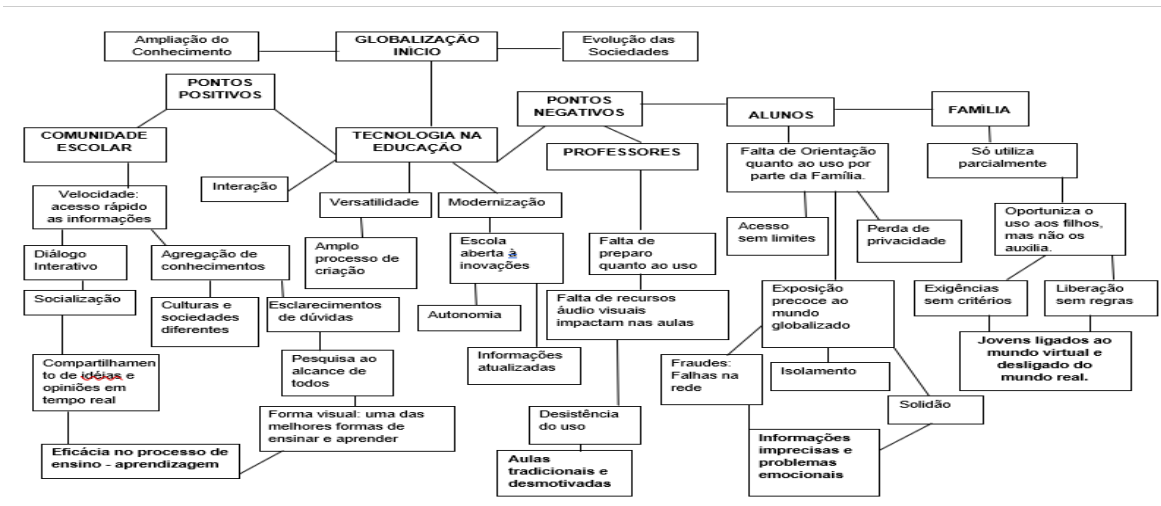 Ampliação do
Conhecimento
GLOBALIZAÇÃO
INÍCIO
Evolução das
Sociedades
PONTOS
POSITIVOS
PONTOS
NEGATIVOS
ALUNOS
FAMÌLIA
COMUNIDADE
ESCOLAR
TECNOLOGIA NA
EDUCAÇÃO
PROFESSORES
Falta de Orientação
quanto ao uso por
parte da Família.
Só utiliza
parcialmente
Velocidade:
acesso rápido
as informações
Interação
Versatilidade
Modernização
Acesso
sem limites
Perda de
privacidade
Oportuniza o
uso aos filhos,
mas não os
auxilia.
Diálogo
Interativo
Agregação de
conhecimentos
Amplo
processo de
criação
Escola
aberta à
inovações
Falta de
preparo
quanto ao uso
Socialização
Culturas e
sociedades
diferentes
Esclarecimentos
de dúvidas
Autonomia
Falta de recursos
áudio visuais
impactam nas aulas
Exposição
precoce ao
mundo
globalizado
Exigências
sem critérios
Liberação
sem regras
Compartilhamen
to de idéias e
opiniões em
tempo real
Pesquisa ao
alcance de
todos
Informações
atualizadas
Fraudes:
Falhas na
rede
Isolamento
Jovens ligados ao
mundo virtual e
desligado do
mundo real.
Solidão
Forma visual: uma das
melhores formas de
ensinar e aprender
Desistência
do uso
Eficácia no processo de
ensino - aprendizagem
Aulas
tradicionais e
desmotivadas
Informações
imprecisas e
problemas
emocionais